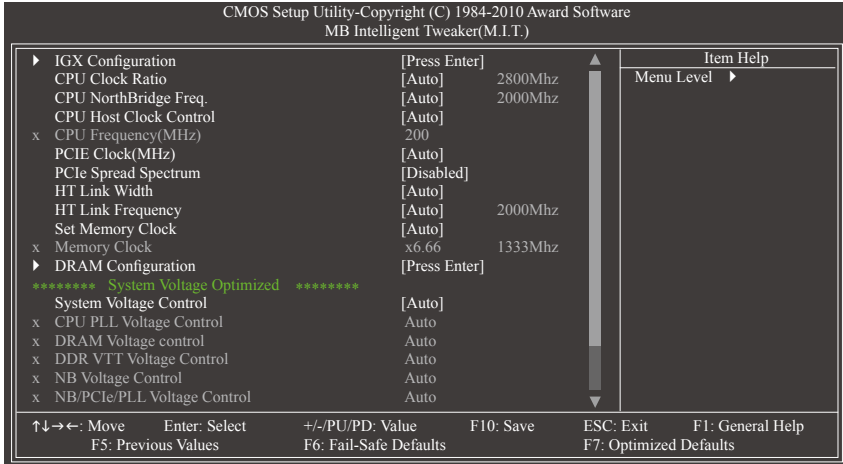 CMOS Setup Utility-Copyright (C) 1984-2010 Award Software
MB Intelligent Tweaker(M.I.T.)
IGX Configuration [Press Enter]
CPU Clock Ratio [Auto] 2800Mhz
CPU NorthBridge Freq. [Auto] 2000Mhz
CPU Host Clock Control [Auto]
x CPU Frequency(MHz) 200
PCIE Clock(MHz) [Auto]
PCIe Spread Spectrum [Disabled]
HT Link Width [Auto]
HT Link Frequency [Auto] 2000Mhz
Set Memory Clock [Auto]
x Memory Clock x6.66 1333Mhz
DRAM Configuration [Press Enter]
******** System Voltage Optimized ********
System Voltage Control [Auto]
x CPU PLL Voltage Control Auto
x DRAM Voltage control Auto
x DDR VTT Voltage Control Auto
x NB Voltage Control Auto
x NB/PCIe/PLL Voltage Control Auto
Item Help
Menu Level
↑↓→←: Move Enter: Select +/-/PU/PD: Value F10: Save ESC: Exit F1: General Help
F5: Previous Values F6: Fail-Safe Defaults F7: Optimized Defaults